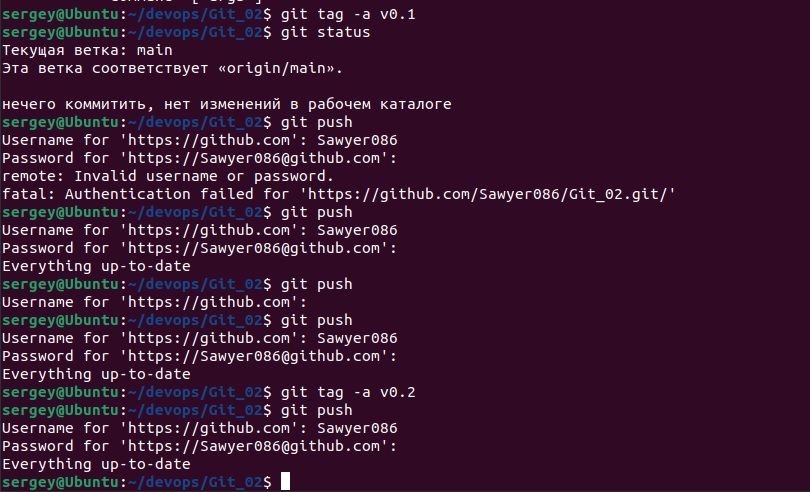 sergey@Ubuntu:~/devops/Git_02$ git tag -a v0.1
sergey@Ubuntu:~/devops/Git_02$ git status
Текущая ветка: main
Эта ветка соответствует «origin/main».
нечего коммитить, нет изменений в рабочем каталоге
sergey@Ubuntu:~/devops/Git_02$ git push
Username for 'https://github.com': Sawyer086
Password for 'https://Sawyer086@github.com':
remote: Invalid username or password.
fatal: Authentication failed for 'https://github.com/Sawyer086/Git_02.git/'
sergey@Ubuntu:~/devops/Git_02$ git push
Username for 'https://github.com': Sawyer086
Password for 'https://Sawyer086@github.com':
Everything up-to-date
sergey@Ubuntu:~/devops/Git_02$ git push
Username for 'https://github.com':
sergey@Ubuntu:~/devops/Git_02$ git push
Username for 'https://github.com': Sawyer086
Password for 'https://Sawyer086@github.com':
Everything up-to-date
sergey@Ubuntu:~/devops/Git_02$ git tag -a v0.2
sergey@Ubuntu:~/devops/Git_02$ git push
Username for 'https://github.com': Sawyer086
Password for 'https://Sawyer086@github.com':
Everything up-to-date
sergey@Ubuntu:~/devops/Git_02$